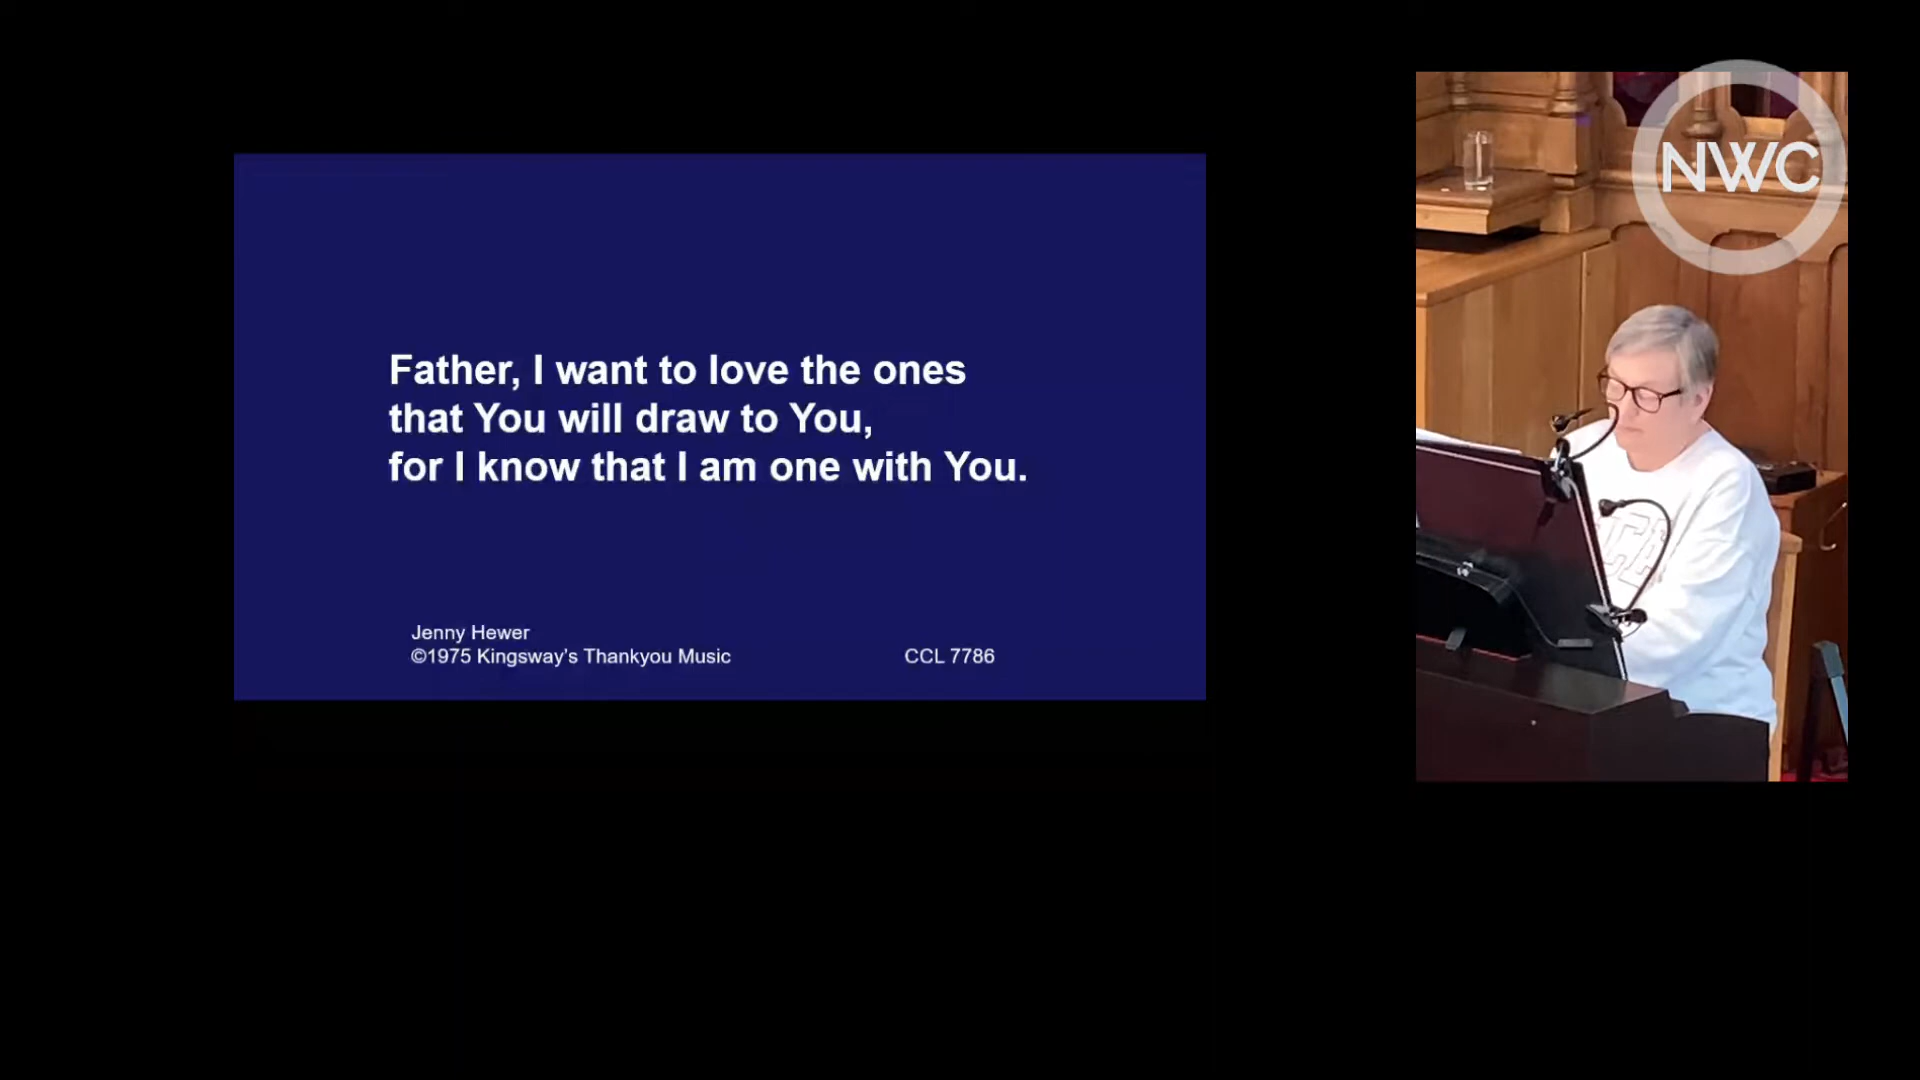 NWC
Father, I want to love the ones
that You will draw to You,
for I know that I am one with You.
Jenny Hewer
©1975 Kingsway's Thankyou Music
CCL 7786